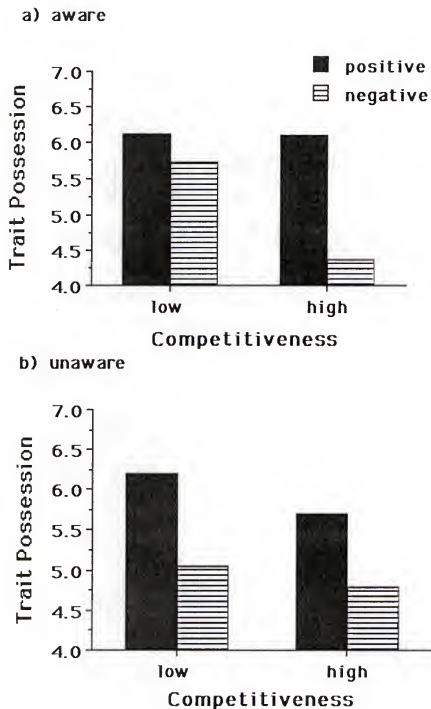 a) aware
positive
negative
Trait Possession
7.0
6.5
6.0
5.5
5.0
4.5
4.0
low high
Competitiveness
b) unaware
Trait Possession
7.0
6.5
6.0
5.5
5.0
4.5
4.0
low high
Competitiveness